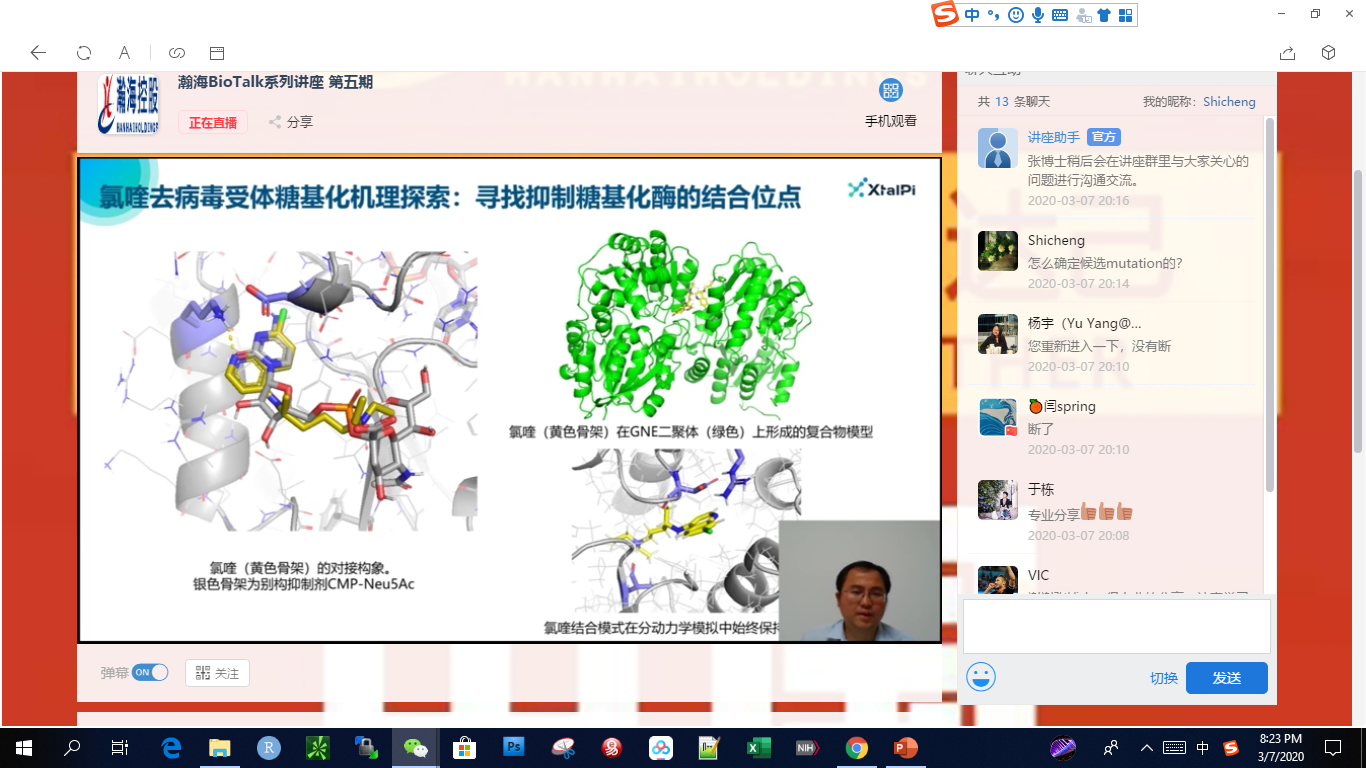 中
瀚海BioTalk系列讲座 第五期
瀚海控股
HANHAIHOLDINGS
正在直播
分享
手机观看
氯喹去病毒受体糖基化机理探索：寻找抑制糖基化酶的结合位点
XtalPi
氯喹（黄色骨架）在GNE二聚体（绿色）上形成的复合物模型
氯喹（黄色骨架）的对接构象。
银色骨架为别构抑制剂CMP-Neu5Ac
氯喹结合模式在分动力学模拟中始终保持
弹幕
ON
关注
共 13 条聊天
我的昵称： Shicheng
讲座助手 官方
张博士稍后会在讲座群里与大家关心的
问题进行沟通交流。
2020-03-07 20:16
Shicheng
怎么确定候选mutation的?
2020-03-07 20:14
杨宇（Yu Yang@...
您重新进入一下，没有断
2020-03-07 20:10
🍊闫spring
断了
2020-03-07 20:10
于栋
专业分享👍👍👍
2020-03-07 20:08
VIC
切换
发送
Ps
NIH
中
8:23 PM
3/7/2020